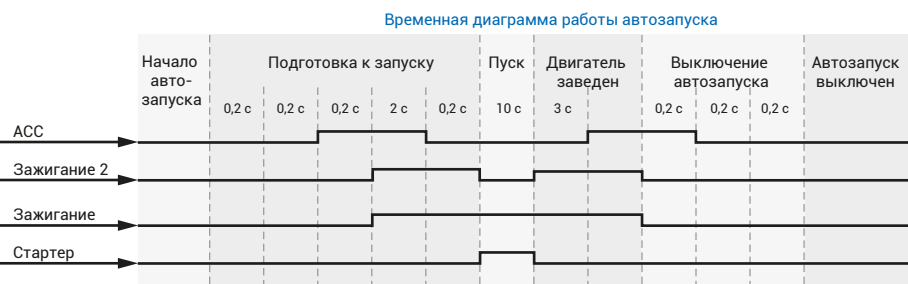 Временная диаграмма работы автозапуска
Начало
авто-
запуска
Подготовка к запуску
Пуск
Двигатель
заведен
Выключение
автозапуска
Автозапуск
выключен
0,2 с 0,2 с 0,2 с 2 с 0,2 с 10 с 3 с 0,2 с 0,2 с 0,2 с
ACC
Зажигание 2
Зажигание
Стартер